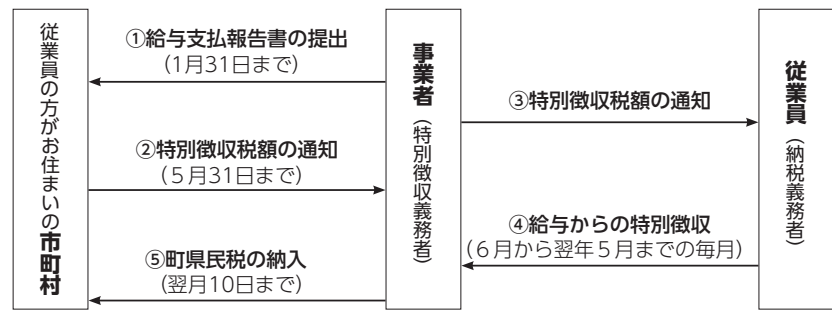 従業員の方がお住まいの市町村
①給与支払報告書の提出
(1月31日まで)
②特別徴収税額の通知
(5月31日まで)
⑤町県民税の納入
(翌月10日まで)
事業者(特別徴収義務者)
③特別徴収税額の通知
④給与からの特別徴収
(6月から翌年5月までの毎月)
従業員(納税義務者)